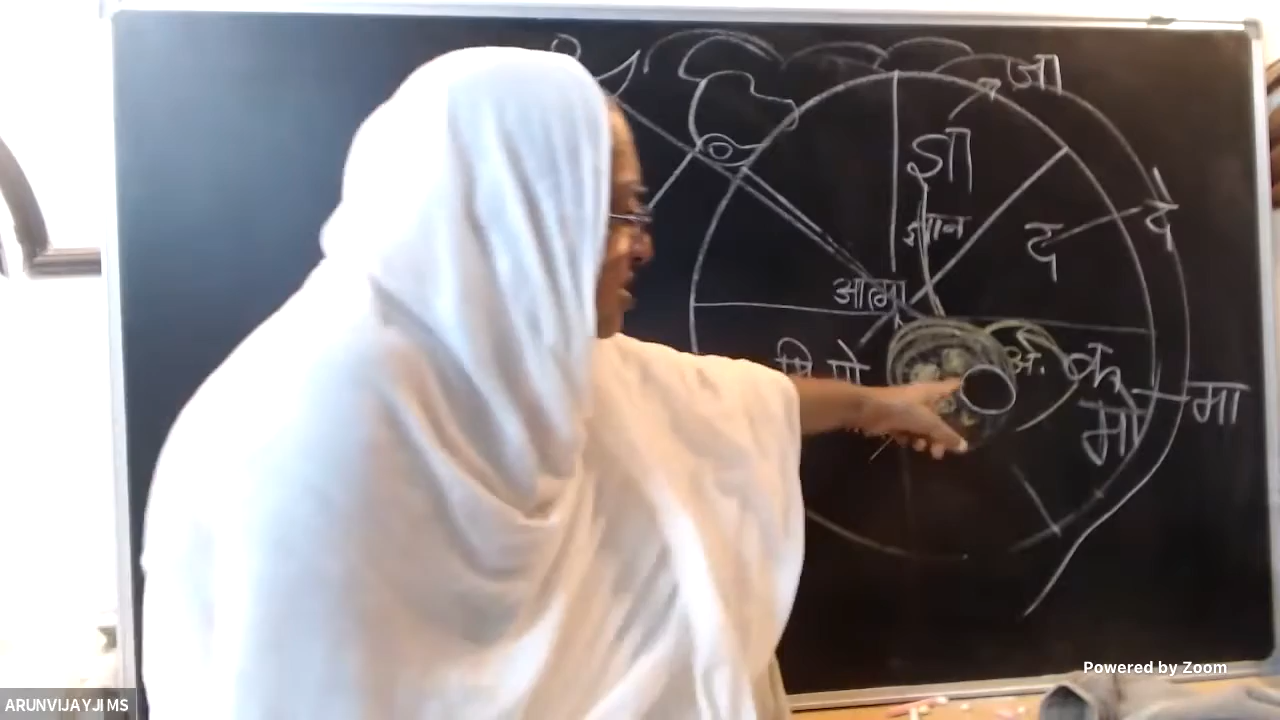 जा
ज्ञा
ज्ञान
द
दे
आत्मा
अं.
मो
मा
Powered by Zoom
ARUNVIJAYJI MS